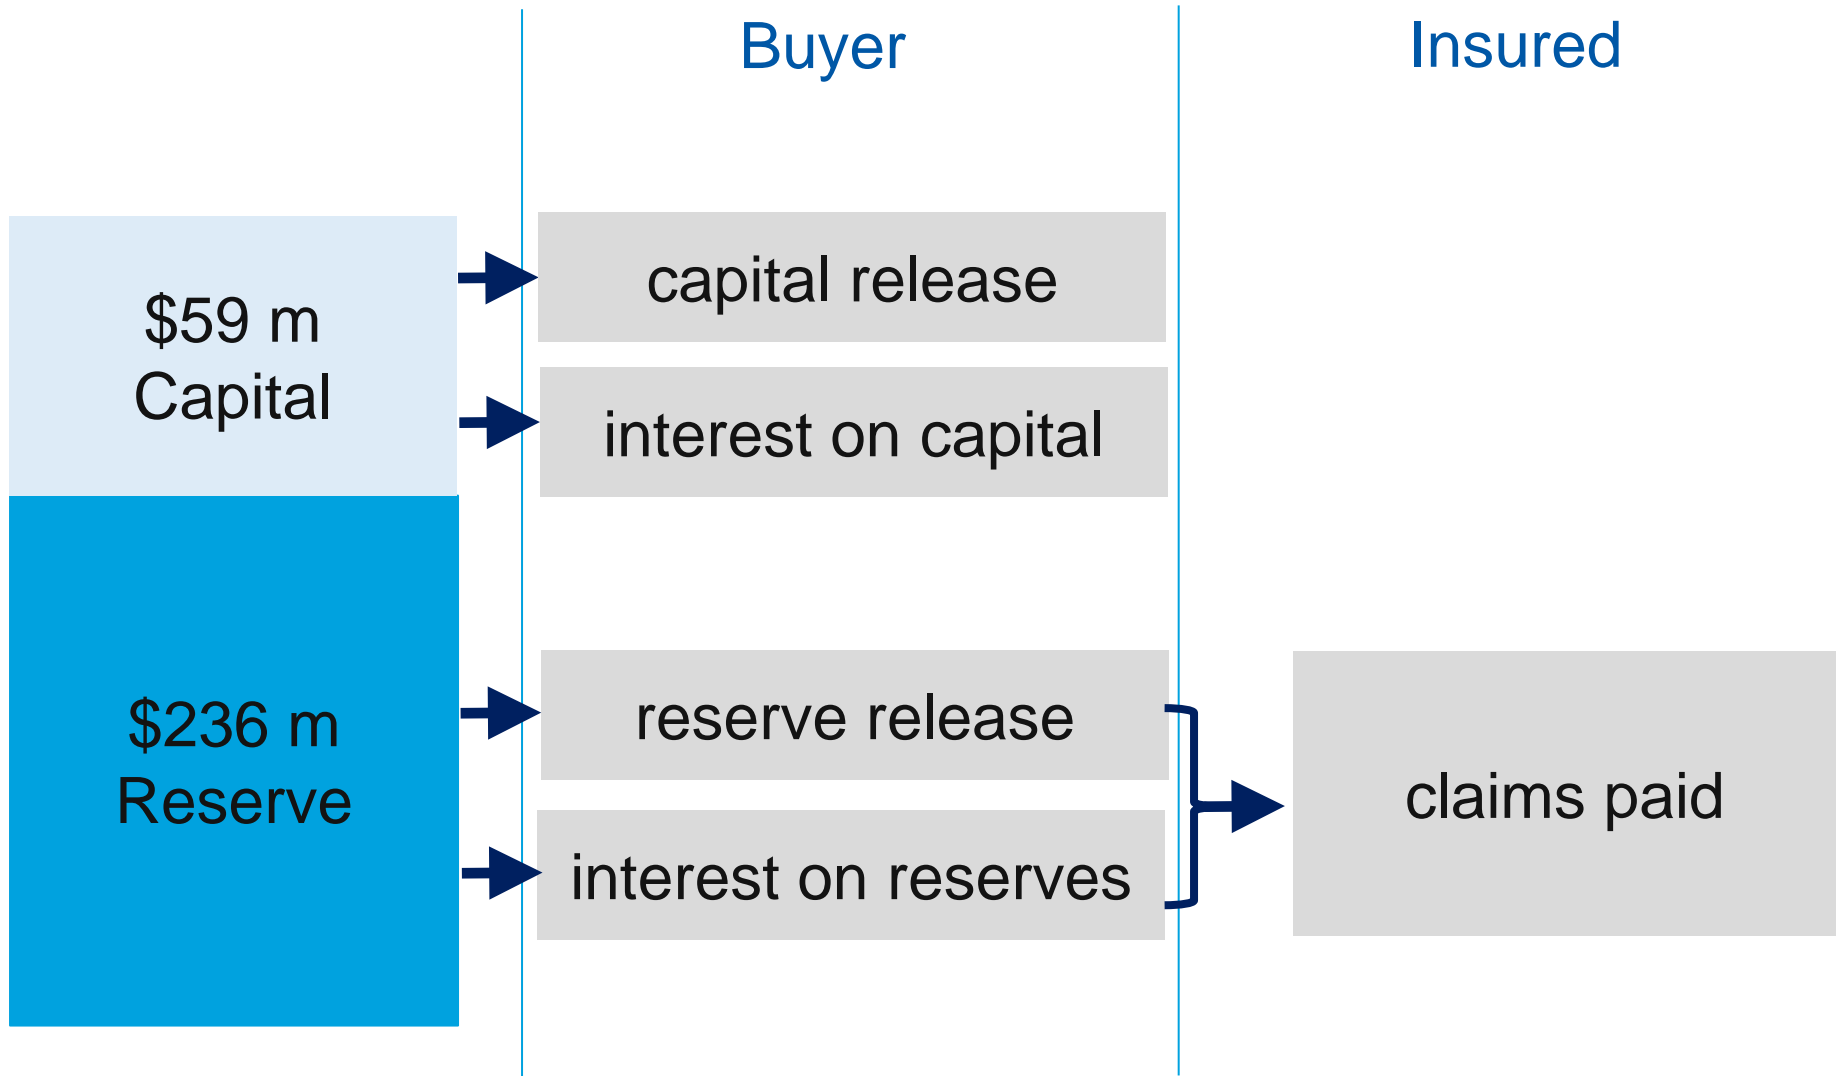 Buyer
Insured
$59 m
Capital
capital release
interest on capital
$236 m
Reserve
reserve release
interest on reserves
claims paid